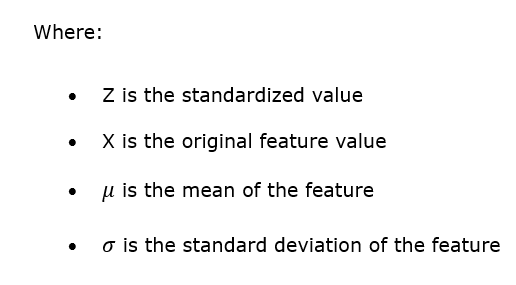 Where:
• Z is the standardized value
• X is the original feature value
• μ is the mean of the feature
• σ is the standard deviation of the feature